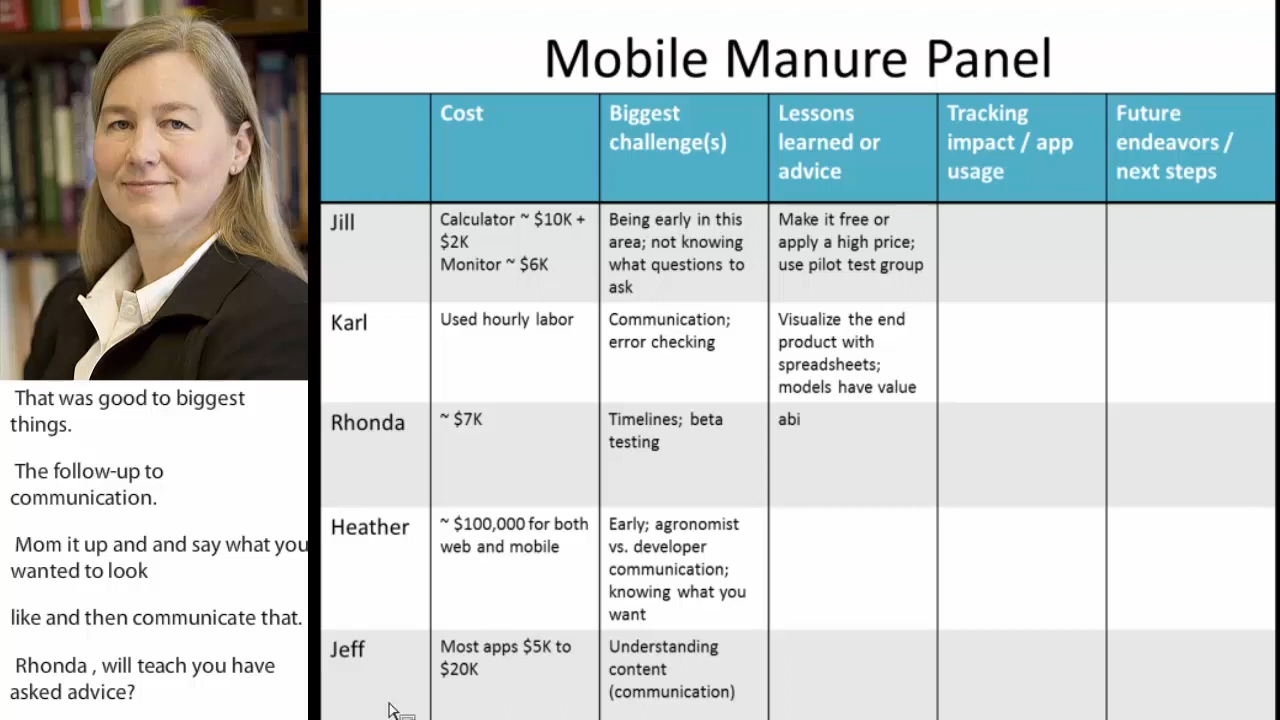 Mobile Manure Panel
Cost
Biggest
challenge(s)
Lessons
learned or
advice
Tracking
impact / app
usage
Future
endeavors /
next steps
Jill
Calculator ~ $10K +
$2K
Monitor ~ $6K
Being early in this
area; not knowing
what questions to
ask
Make it free or
apply a high price;
use pilot test group
Karl
Used hourly labor
Communication;
error checking
Visualize the end
product with
spreadsheets;
models have value
Rhonda
~ $7K
Timelines; beta
testing
abi
Heather
~ $100,000 for both
web and mobile
Early; agronomist
vs. developer
communication;
knowing what you
want
Jeff
Most apps $5K to
$20K
Understanding
content
(communication)
That was good to biggest
things.
The follow-up to
communication.
Mom it up and and say what you
wanted to look
like and then communicate that.
Rhonda , will teach you have
asked advice?